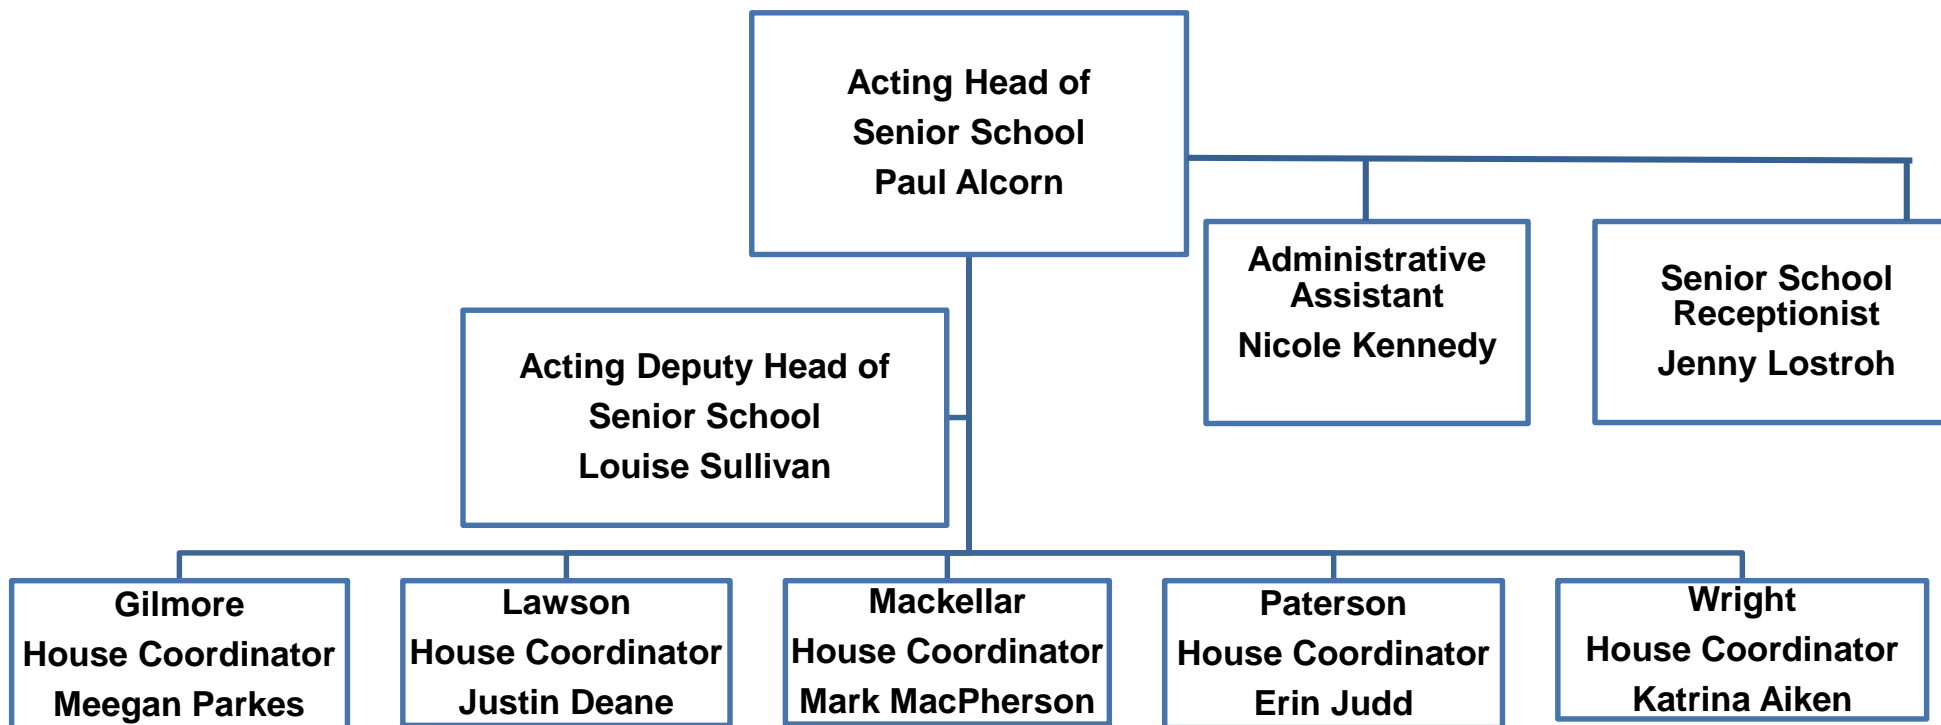 Acting Head of
Senior School
Paul Alcorn
Administrative
Assistant
Nicole Kennedy
Senior School
Receptionist
Jenny Lostroh
Acting Deputy Head of
Senior School
Louise Sullivan
Gilmore
House Coordinator
Meegan Parkes
Lawson
House Coordinator
Justin Deane
Mackellar
House Coordinator
Mark MacPherson
Paterson
House Coordinator
Erin Judd
Wright
House Coordinator
Katrina Aiken